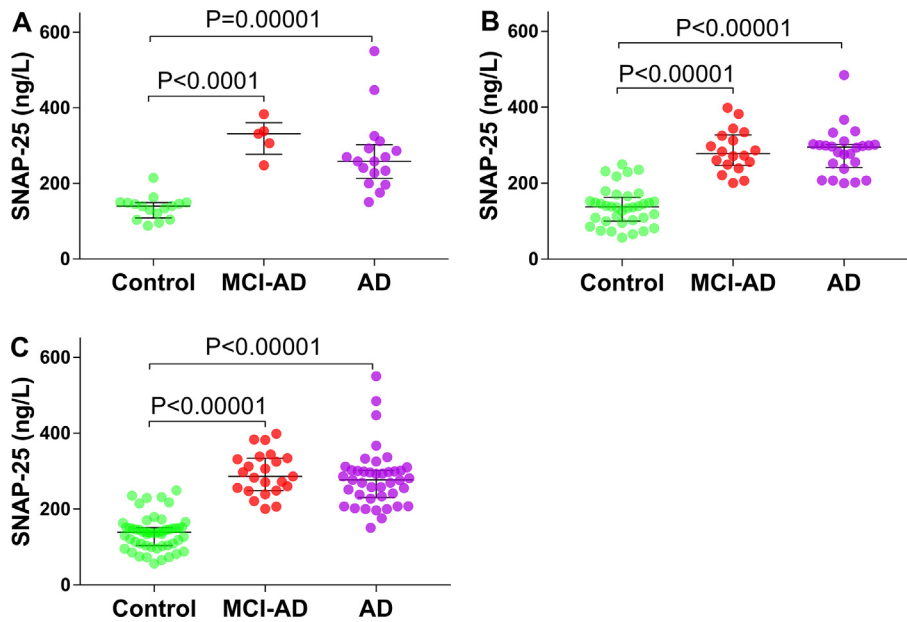 A
SNAP-25 (ng/L)
600
400
200
0
P=0.00001
P<0.0001
Control
MCI-AD
AD
B
SNAP-25 (ng/L)
600
400
200
0
P<0.00001
P<0.00001
Control
MCI-AD
AD
C
SNAP-25 (ng/L)
600
400
200
0
P<0.00001
P<0.00001
Control
MCI-AD
AD